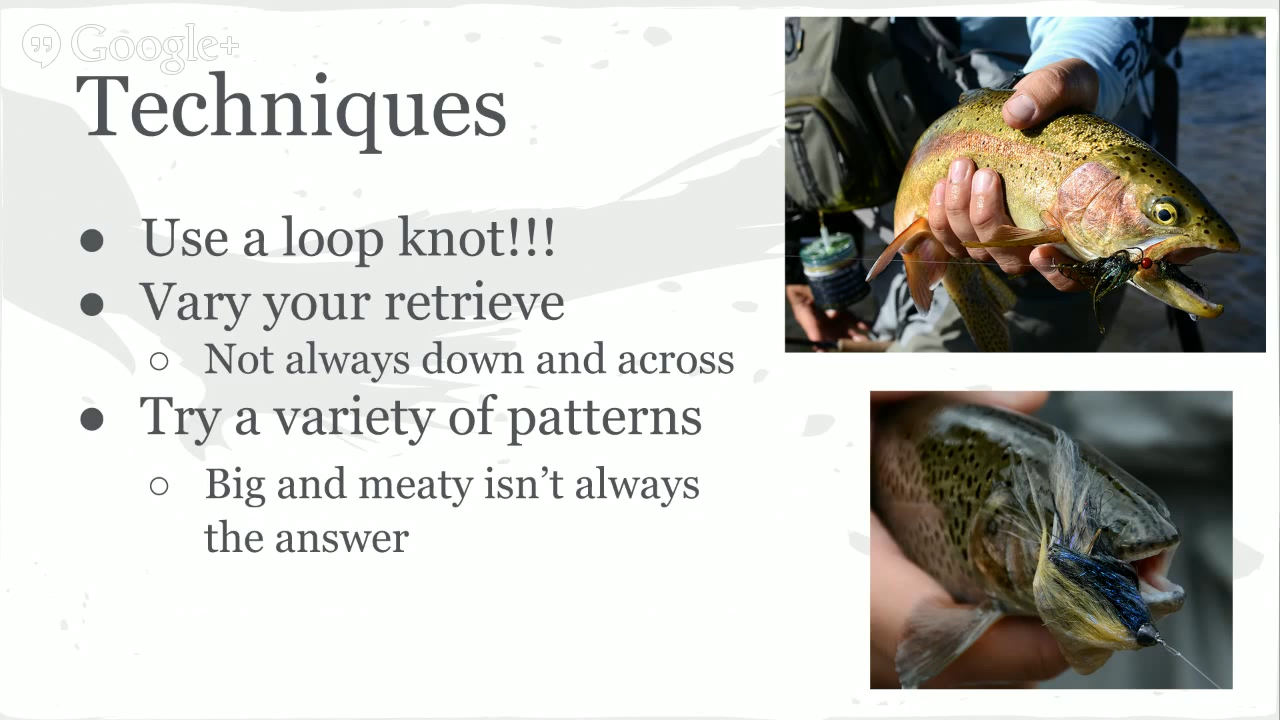 Google+
Techniques
● Use a loop knot!!!
● Vary your retrieve
○ Not always down and across
● Try a variety of patterns
○ Big and meaty isn’t always
the answer